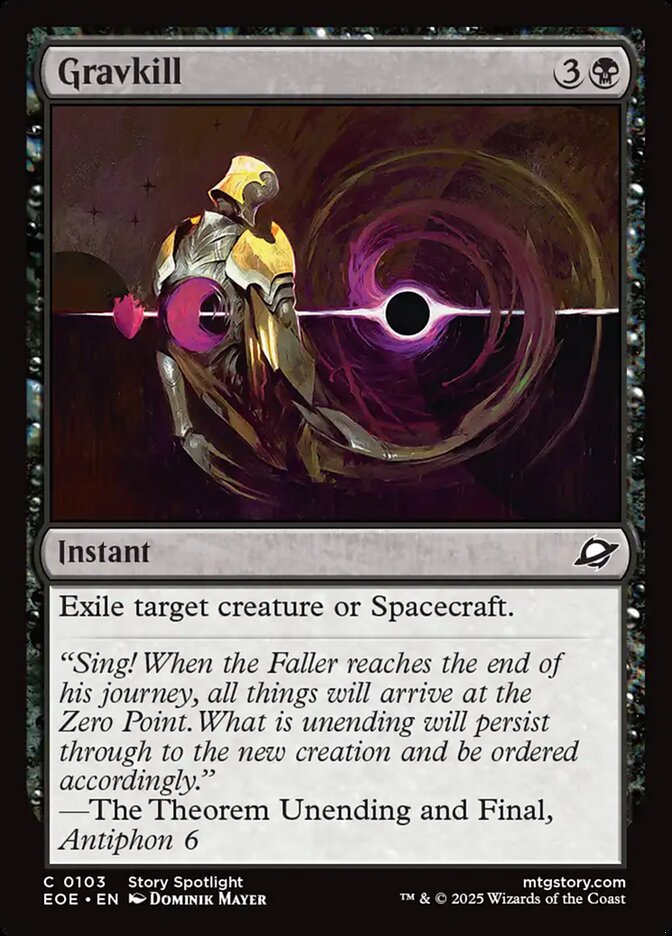 Gravkill 3
Instant
Exile target creature or Spacecraft.
“Sing! When the Faller reaches the end of
his journey, all things will arrive at the
Zero Point. What is unending will persist
through to the new creation and be ordered
accordingly.”
—The Theorem Unending and Final,
Antiphon 6
C 0103 Story Spotlight mtgstory.com
EOE • EN Dominik Mayer ™ & © 2025 Wizards of the Coast